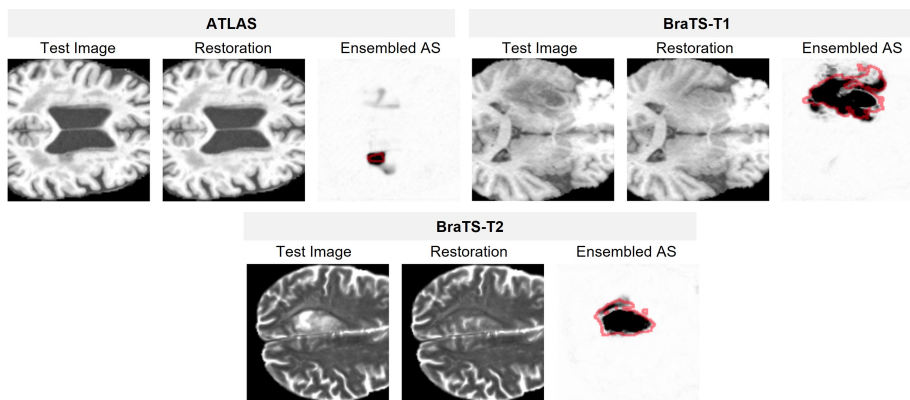 ATLAS
Test Image Restoration Ensembled AS
BraTS-T1
Test Image Restoration Ensembled AS
BraTS-T2
Test Image Restoration Ensembled AS